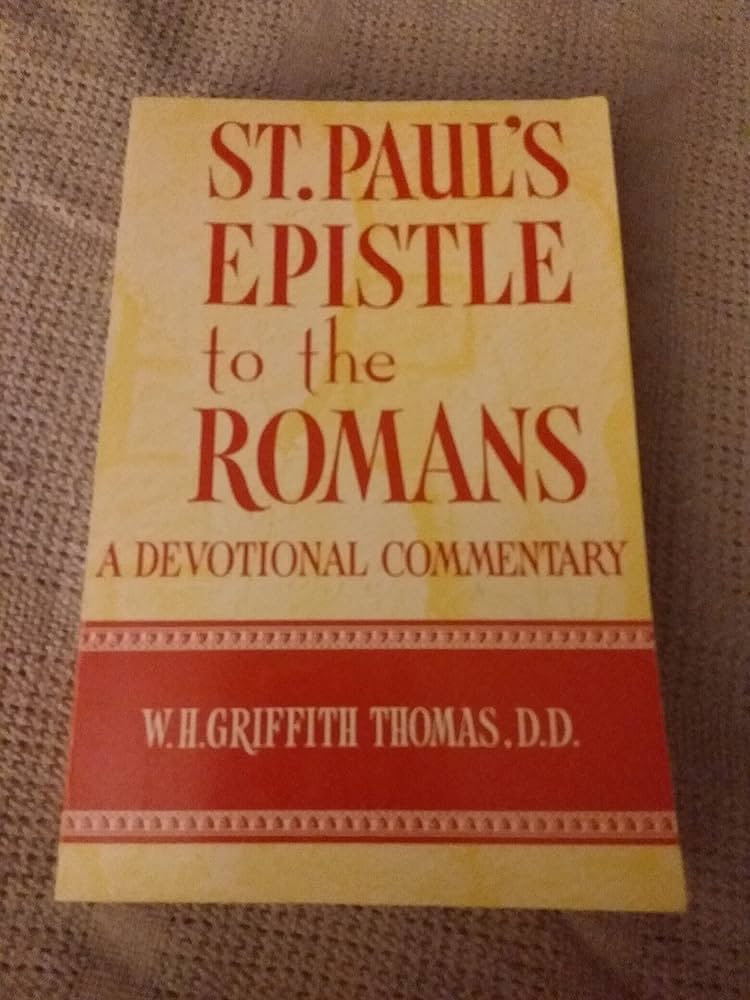 ST. PAUL'S
EPISTLE
to the
ROMANS
A DEVOTIONAL COMMENTARY
W.H. GRIFFITH THOMAS, D.D.